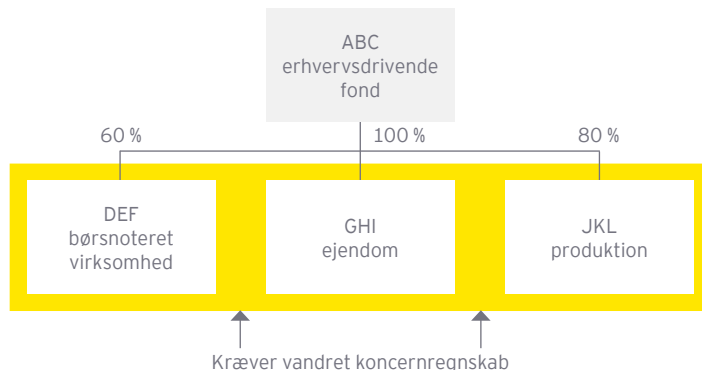 ABC
erhvervsdrivende
fond
60 %
100 %
80 %
DEF
børsnoteret
virksomhed
GHI
ejendom
JKL
produktion
Kræver vandret koncernregnskab